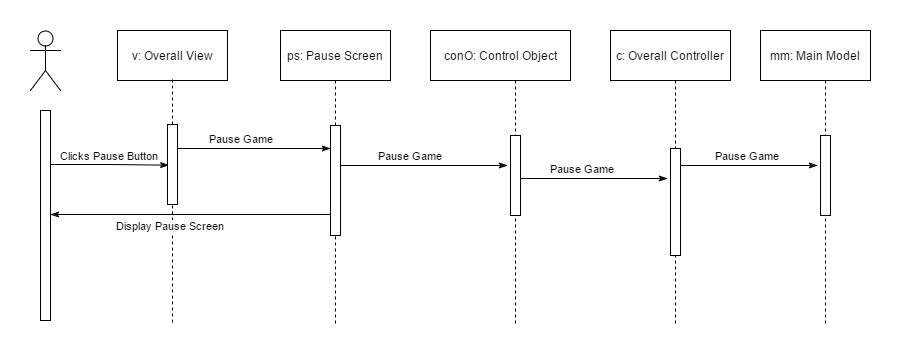 v: Overall View
ps: Pause Screen
conO: Control Object
c: Overall Controller
mm: Main Model
Pause Game
Clicks Pause Button
Pause Game
Pause Game
Pause Game
Display Pause Screen